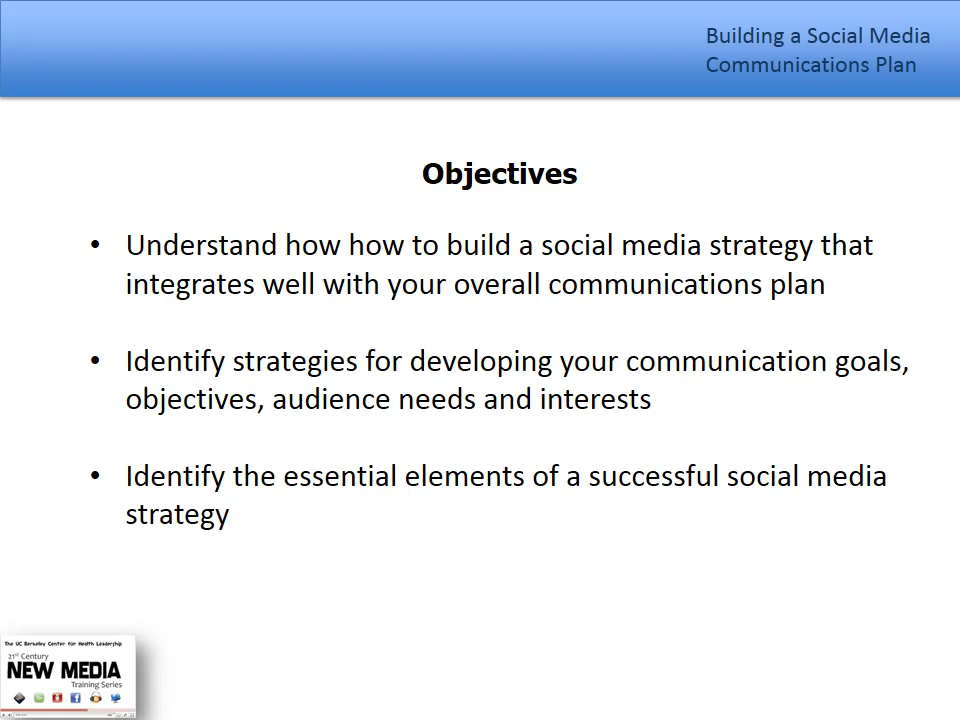 Building a Social Media
Communications Plan
Objectives
• Understand how how to build a social media strategy that
integrates well with your overall communications plan
• Identify strategies for developing your communication goals,
objectives, audience needs and interests
• Identify the essential elements of a successful social media
strategy
The UC Berkeley Center for Health Leadership
21st Century
NEW MEDIA
Training Series